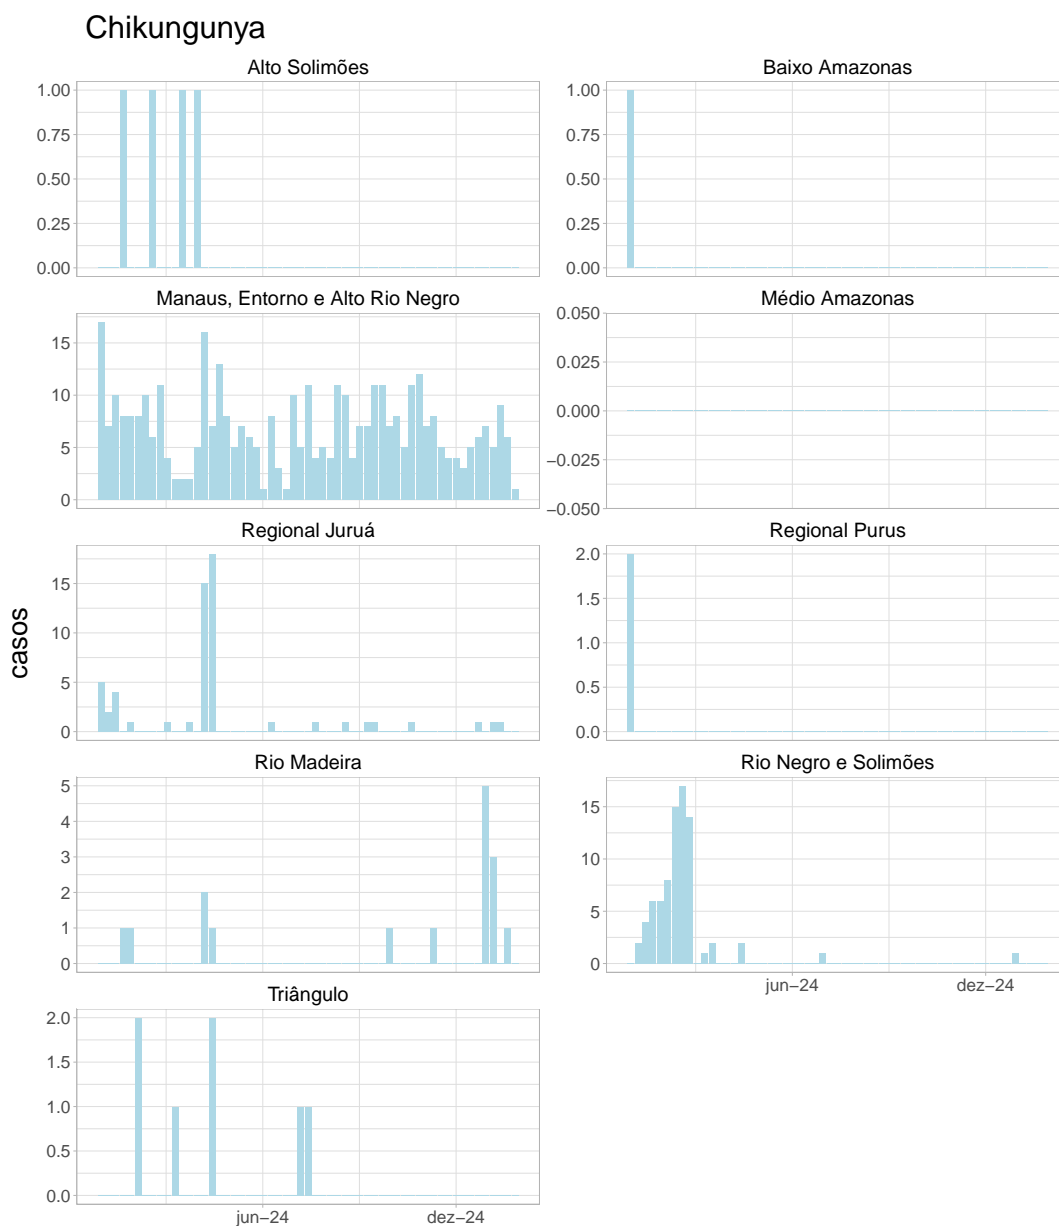 Chikungunya
Alto Solimões
Baixo Amazonas
1.00
0.75
0.50
0.25
0.00
1.00
0.75
0.50
0.25
0.00
Manaus, Entorno e Alto Rio Negro
Médio Amazonas
15
10
5
0
0.050
0.025
0.000
−0.025
−0.050
Regional Juruá
Regional Purus
15
10
5
0
2.0
1.5
1.0
0.5
0.0
casos
Rio Madeira
Rio Negro e Solimões
5
4
3
2
1
0
15
10
5
0
jun−24
dez−24
Triângulo
2.0
1.5
1.0
0.5
0.0
jun−24
dez−24